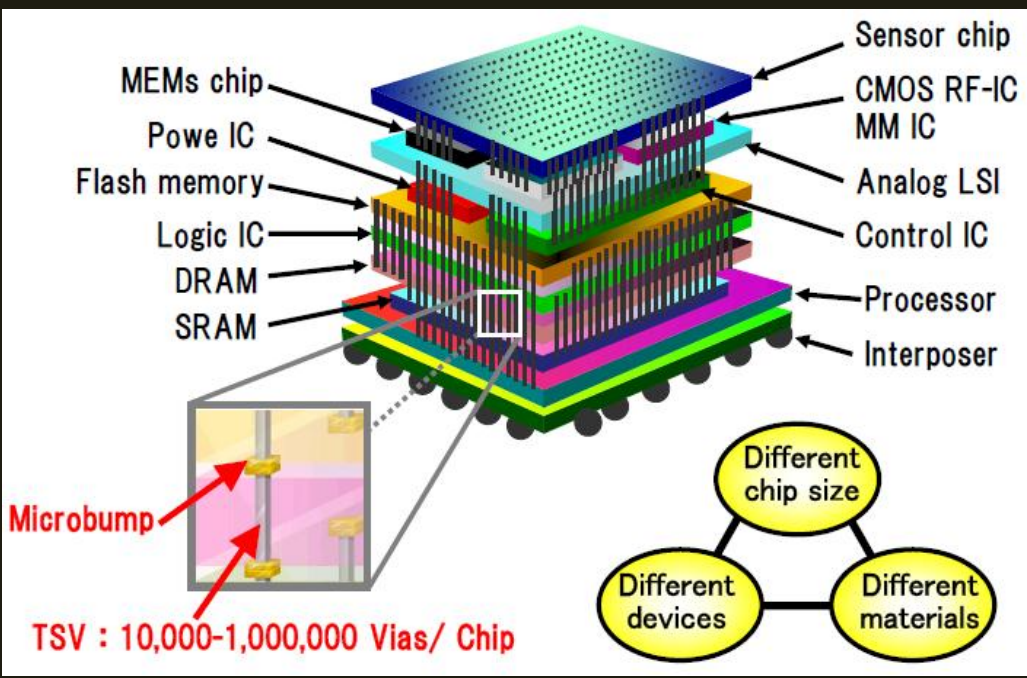 MEMs chip
Powe IC
Flash memory
Logic IC
DRAM
SRAM
Sensor chip
CMOS RF-IC
MM IC
Analog LSI
Control IC
Processor
Interposer
Microbump
TSV : 10,000-1,000,000 Vias/ Chip
Different
chip size
Different
devices
Different
materials